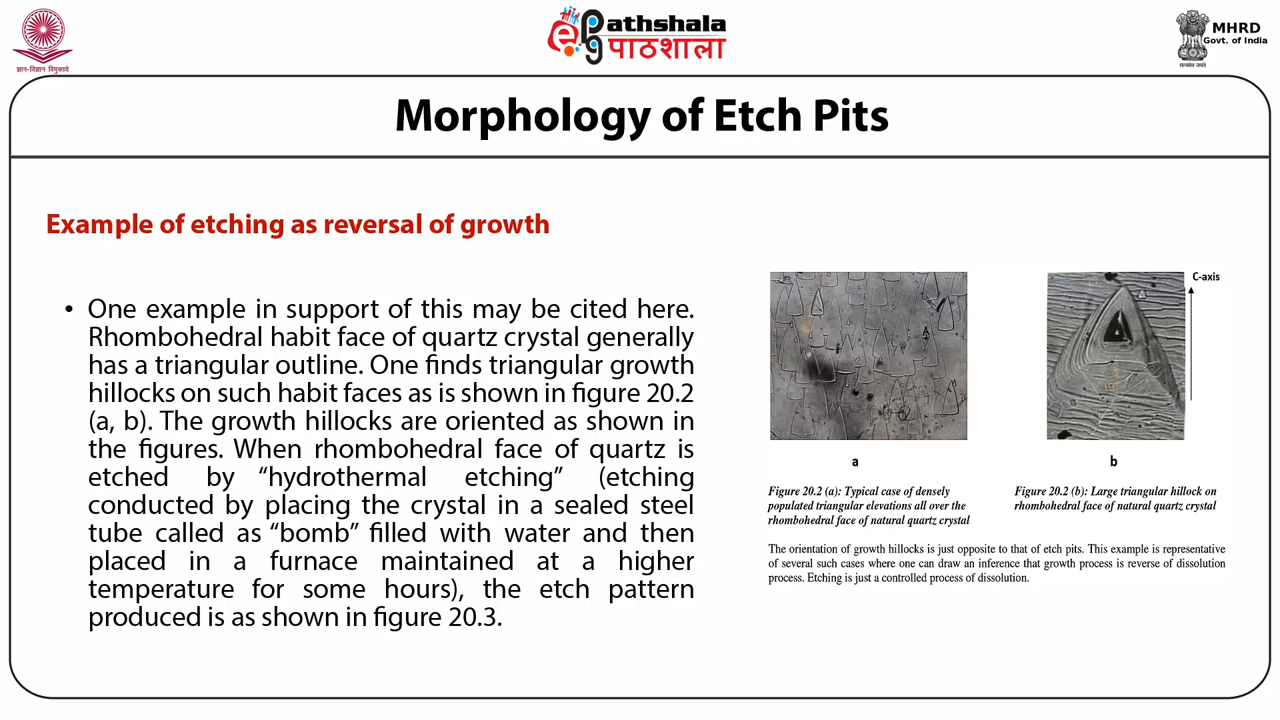 ज्ञान-विज्ञान विमुक्तये
ePathshala
पाठशाला
MHRD
Govt. of India
सत्यमेव जयते
Morphology of Etch Pits
Example of etching as reversal of growth
• One example in support of this may be cited here.
Rhombohedral habit face of quartz crystal generally
has a triangular outline. One finds triangular growth
hillocks on such habit faces as is shown in figure 20.2
(a, b). The growth hillocks are oriented as shown in
the figures. When rhombohedral face of quartz is
etched by “hydrothermal etching” (etching
conducted by placing the crystal in a sealed steel
tube called as “bomb” filled with water and then
placed in a furnace maintained at a higher
temperature for some hours), the etch pattern
produced is as shown in figure 20.3.
C-axis
a
b
Figure 20.2 (a): Typical case of densely
populated triangular elevations all over the
rhombohedral face of natural quartz crystal
Figure 20.2 (b): Large triangular hillock on
rhombohedral face of natural quartz crystal
The orientation of growth hillocks is just opposite to that of etch pits. This example is representative
of several such cases where one can draw an inference that growth process is reverse of dissolution
process. Etching is just a controlled process of dissolution.